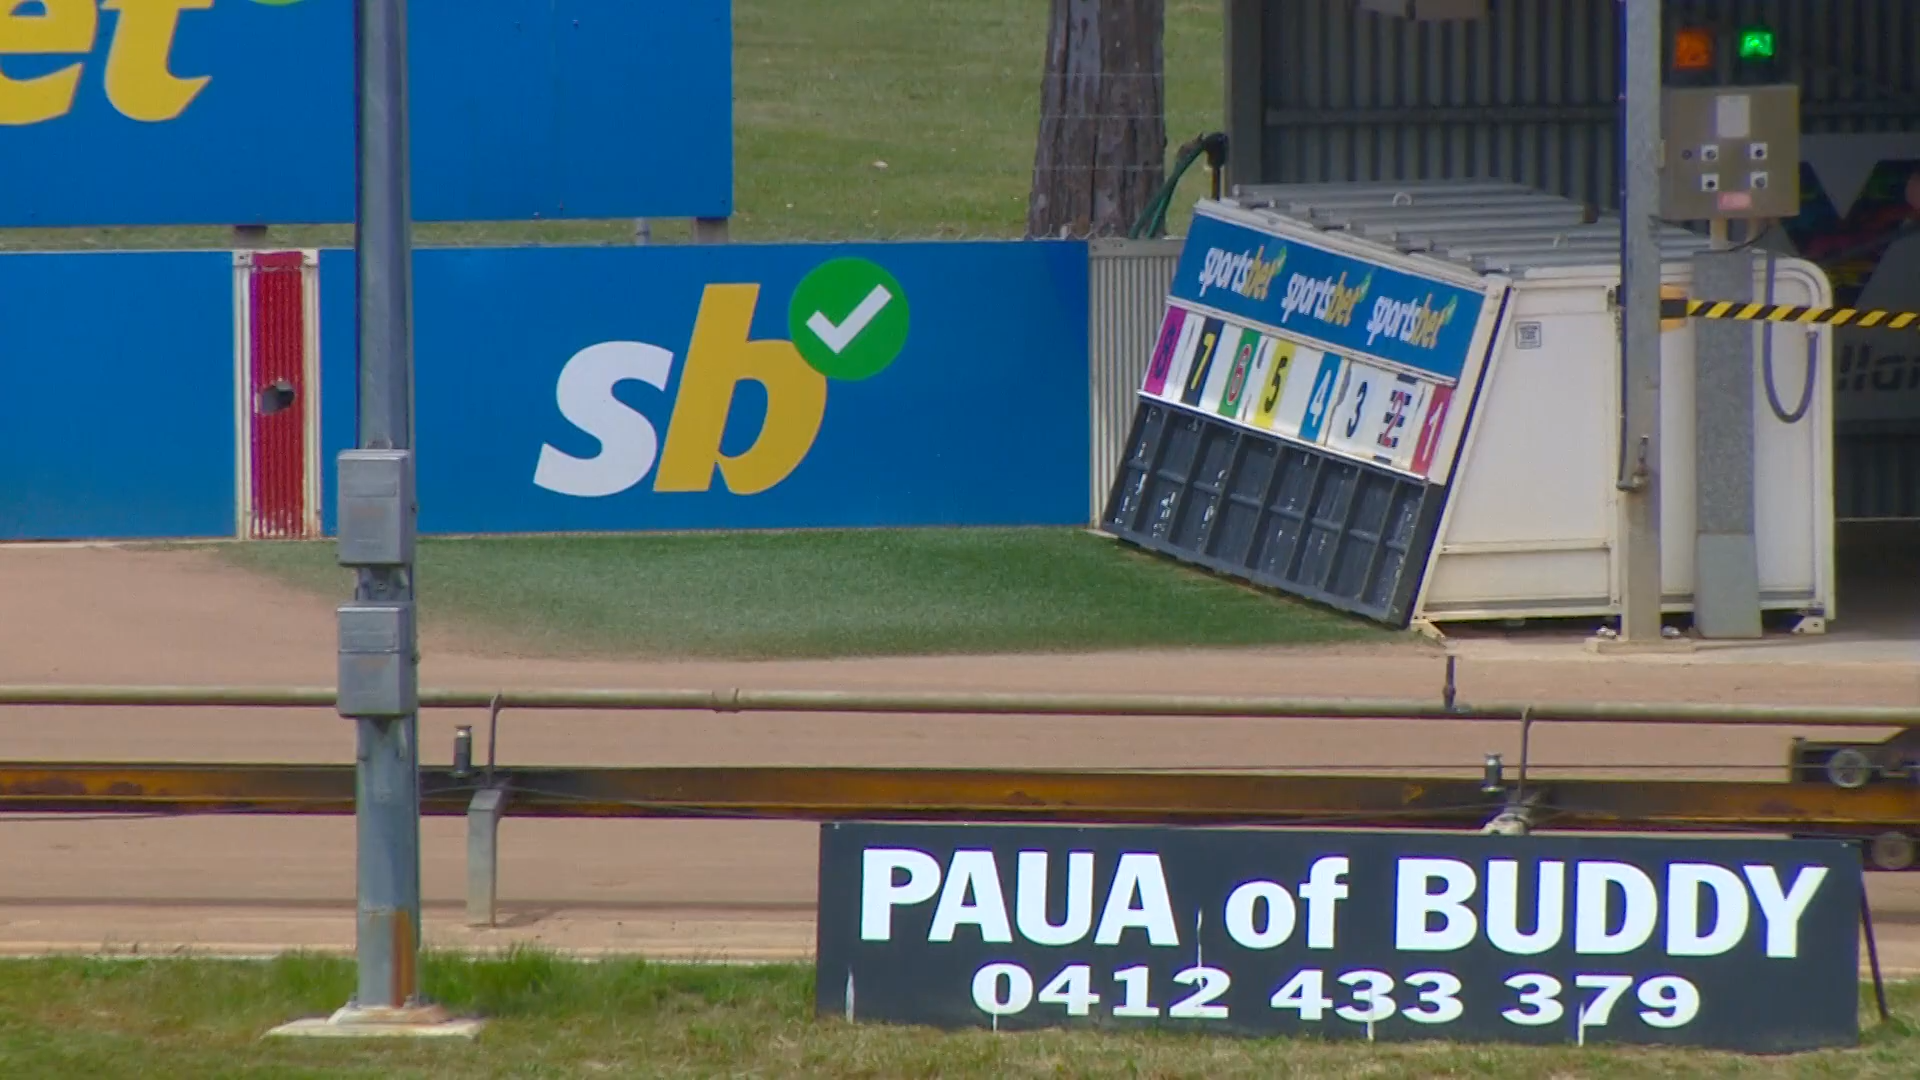 et
sb
sportsbet sportsbet sportsbet
8 7 6 5 4 3 2 1
PAUA of BUDDY
0412 433 379